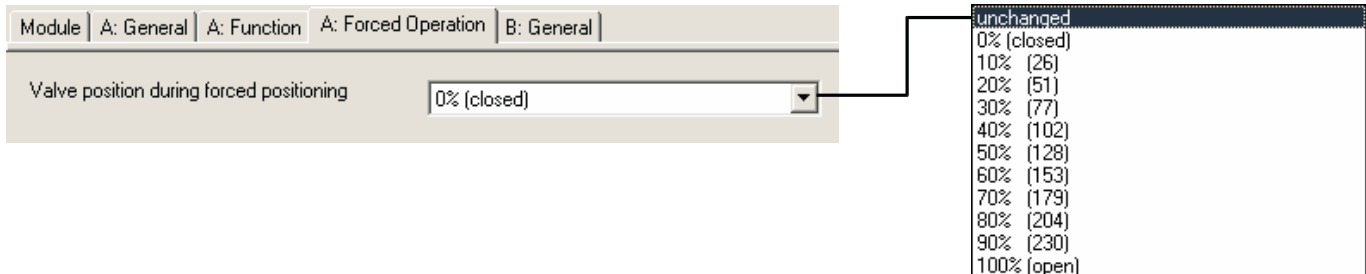 Module A: General A: Function A: Forced Operation B: General
Valve position during forced positioning 0% (closed)
unchanged
0% (closed)
10% (26)
20% (51)
30% (77)
40% (102)
50% (128)
60% (153)
70% (179)
80% (204)
90% (230)
100% (open)